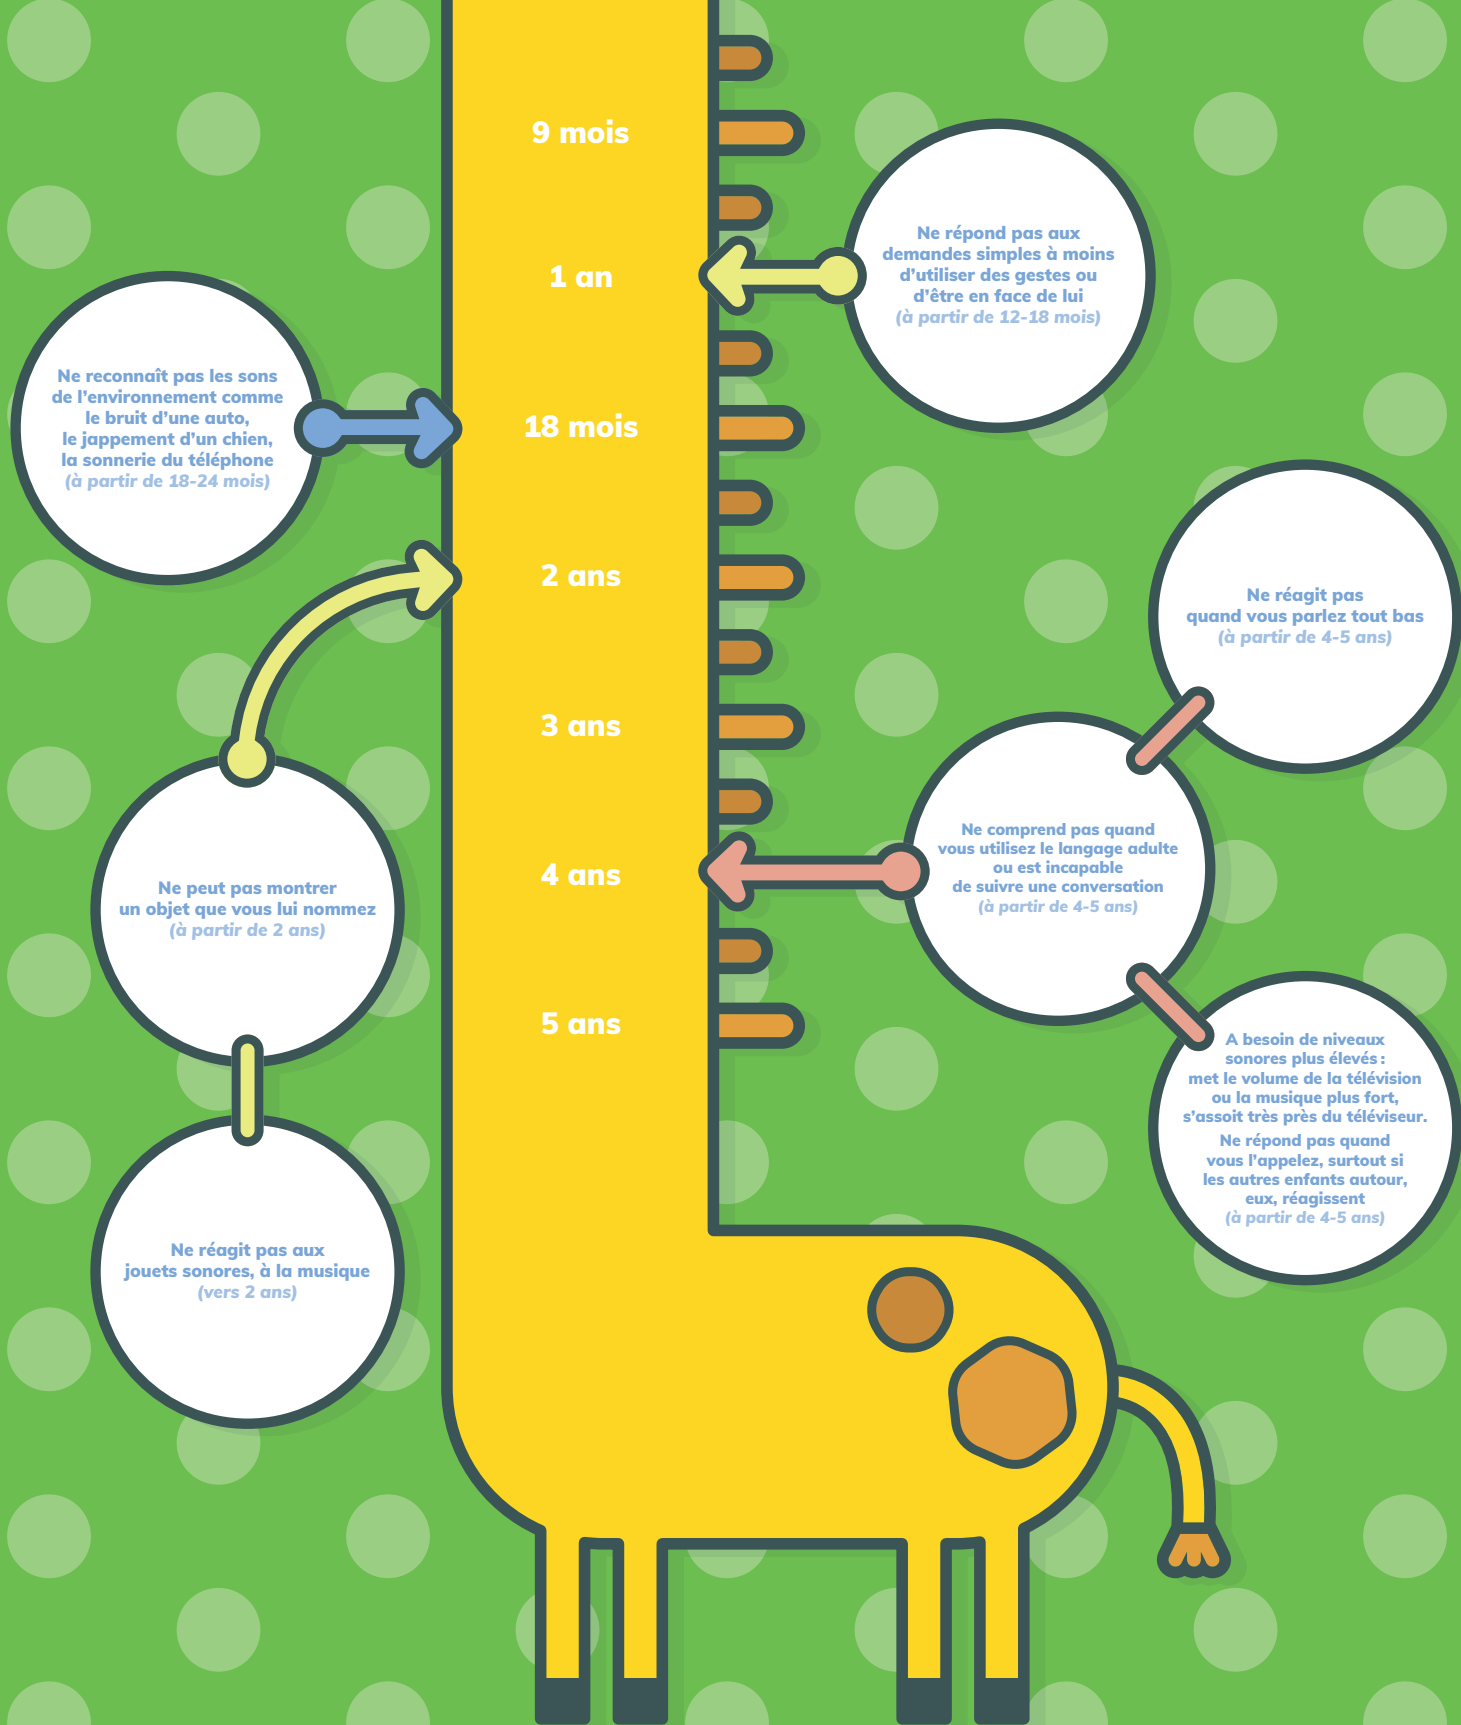 9 mois
Ne répond pas aux
demandes simples à moins
d'utiliser des gestes ou
d'être en face de lui
(à partir de 12-18 mois)
1 an
Ne reconnaît pas les sons
de l'environnement comme
le bruit d'une auto,
le jappement d'un chien,
la sonnerie du téléphone
(à partir de 18-24 mois)
18 mois
2 ans
Ne réagit pas
quand vous parlez tout bas
(à partir de 4-5 ans)
3 ans
Ne comprend pas quand
vous utilisez le langage adulte
ou est incapable
de suivre une conversation
(à partir de 4-5 ans)
4 ans
Ne peut pas montrer
un objet que vous lui nommez
(à partir de 2 ans)
5 ans
A besoin de niveaux
sonores plus élevés :
met le volume de la télévision
ou la musique plus fort,
s'assoit très près du téléviseur.
Ne répond pas quand
vous l'appelez, surtout si
les autres enfants autour,
eux, réagissent
(à partir de 4-5 ans)
Ne réagit pas aux
jouets sonores, à la musique
(vers 2 ans)